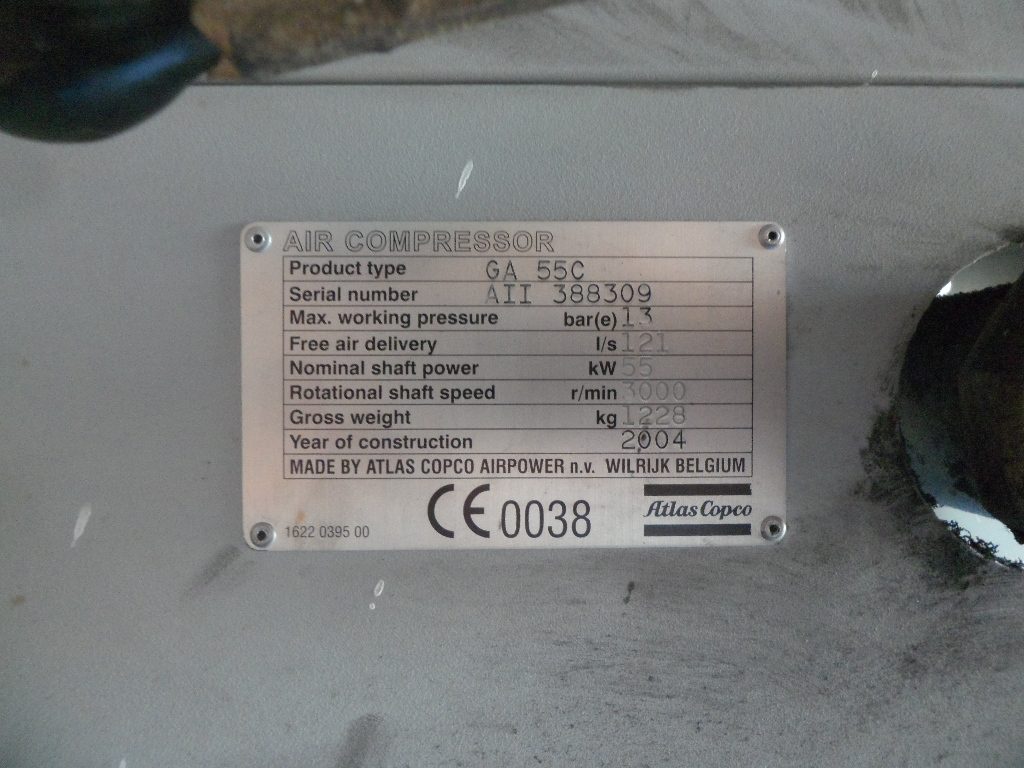 AIR COMPRESSOR
Product type GA 55C
Serial number AII 388309
Max. working pressure bar(e) 13
Free air delivery l/s 121
Nominal shaft power kW 55
Rotational shaft speed r/min 3000
Gross weight kg 1228
Year of construction 2004
MADE BY ATLAS COPCO AIRPOWER n.v. WILRIJK BELGIUM
1622 0395 00 CE 0038 Atlas Copco